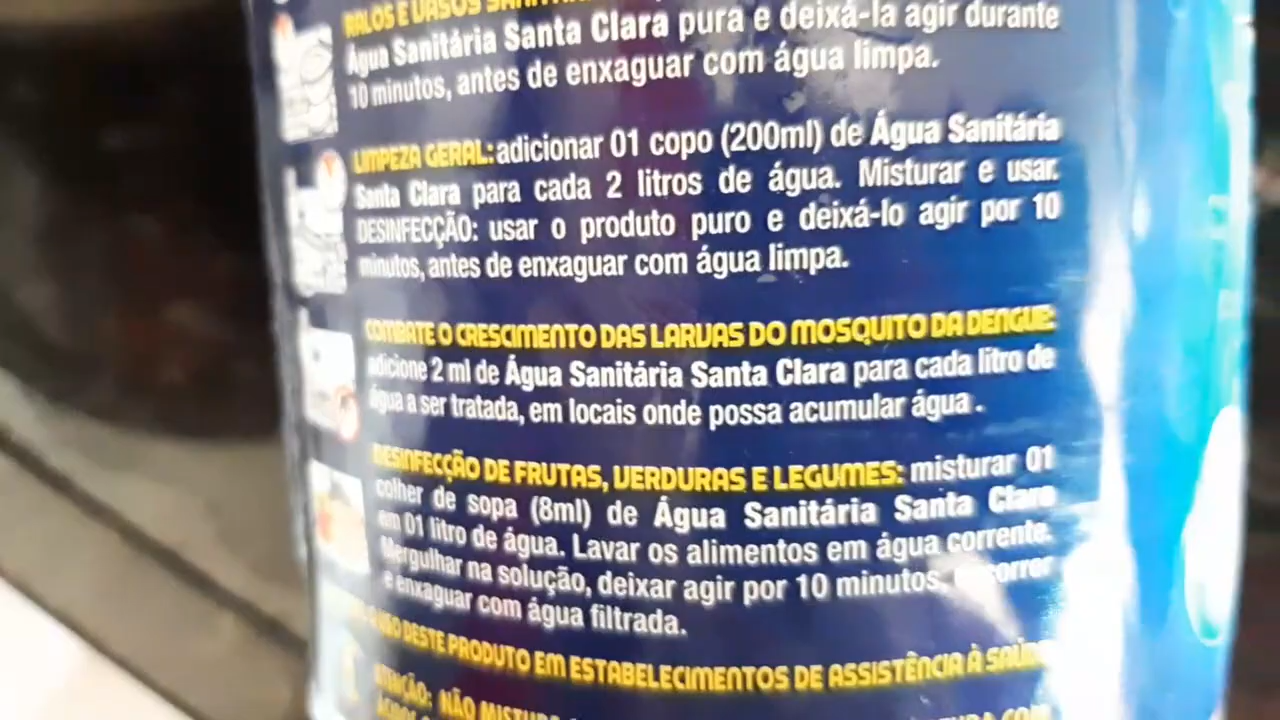 RALOS E VASOS
Água Sanitária Santa Clara pura e deixá-la agir durante
10 minutos, antes de enxaguar com água limpa.
LIMPEZA GERAL: adicionar 01 copo (200ml) de Água Sanitária
Santa Clara para cada 2 litros de água. Misturar e usar.
DESINFECÇÃO: usar o produto puro e deixá-lo agir por 10
minutos, antes de enxaguar com água limpa.
COMBATE O CRESCIMENTO DAS LARVAS DO MOSQUITO DA DENGUE:
adicione 2 ml de Água Sanitária Santa Clara para cada litro de
água a ser tratada, em locais onde possa acumular água .
DESINFECÇÃO DE FRUTAS, VERDURAS E LEGUMES: misturar 01
colher de sopa (8ml) de Água Sanitária Santa Clara
em 01 litro de água. Lavar os alimentos em água corrente.
Mergulhar na solução, deixar agir por 10 minutos,
e enxaguar com água filtrada.
USO DESTE PRODUTO EM ESTABELECIMENTOS DE ASSISTÊNCIA À SAÚDE
ATENÇÃO: NÃO